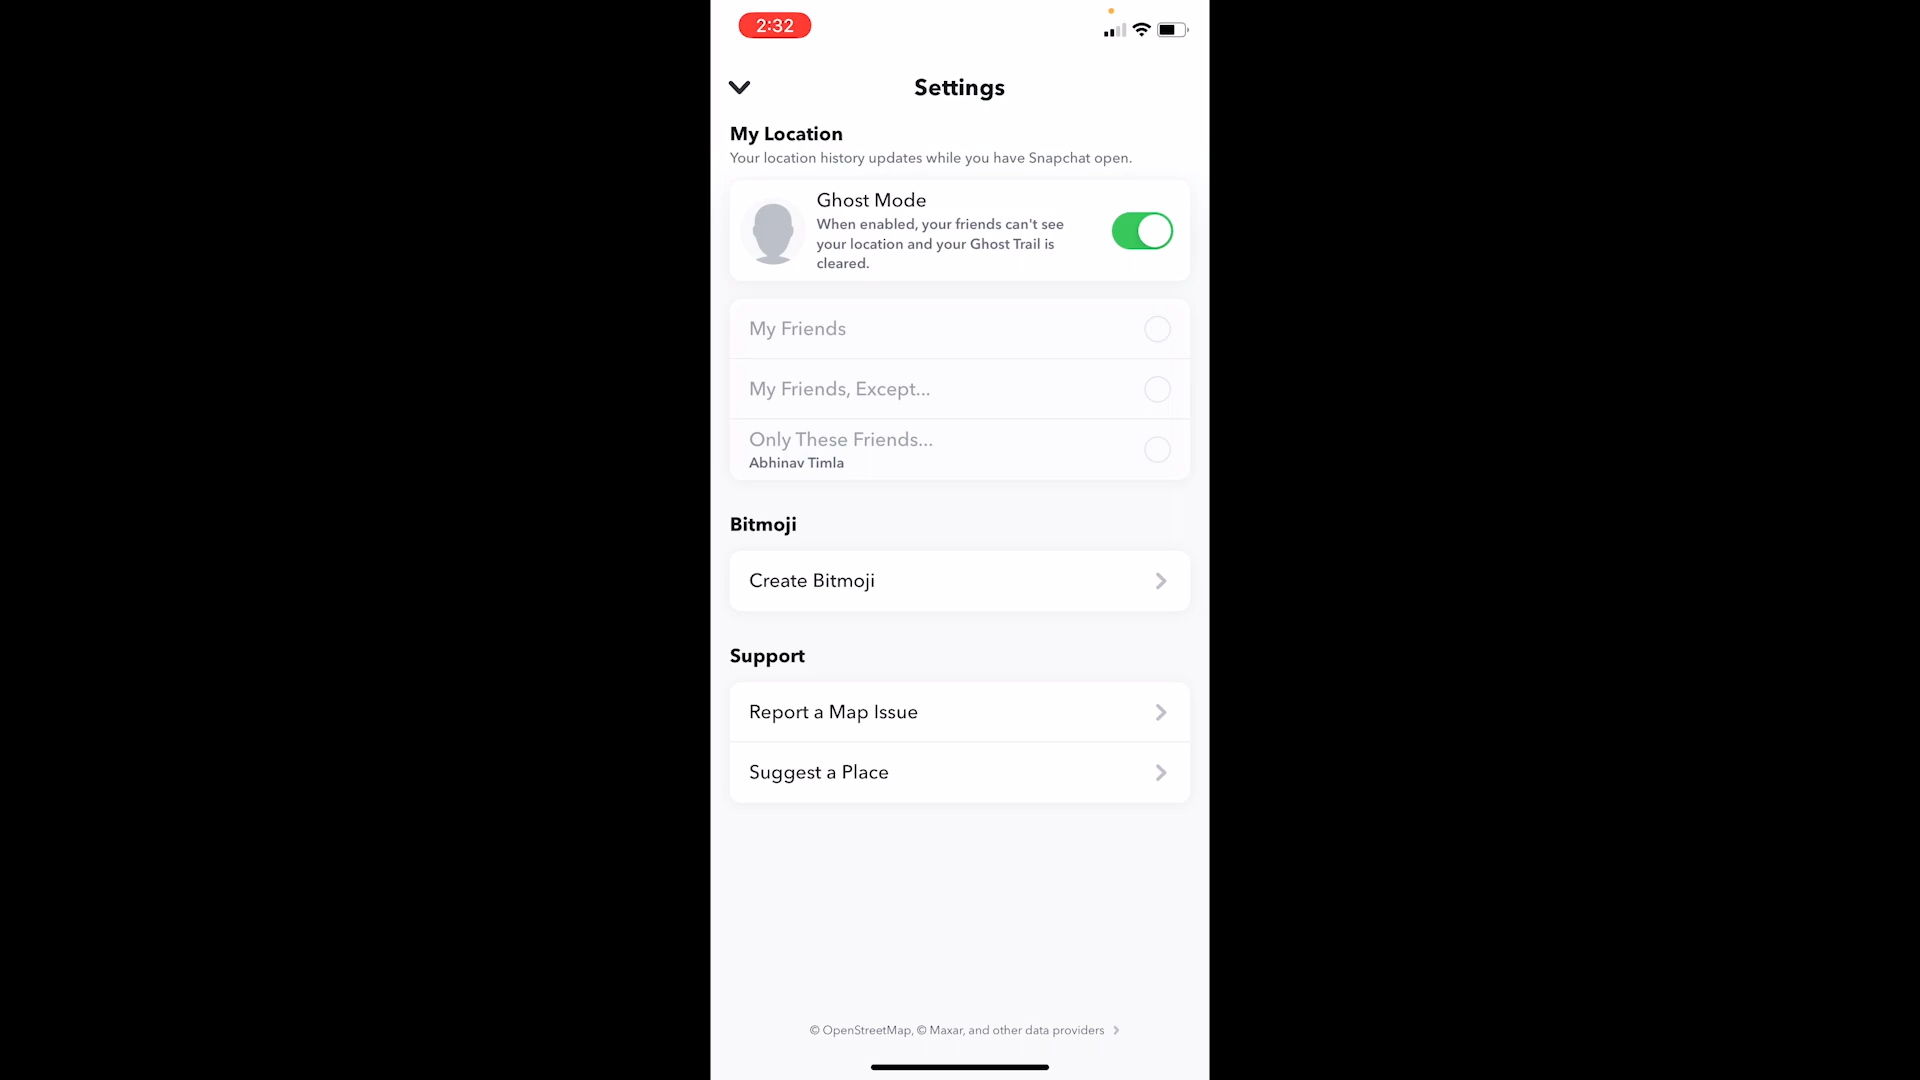 2:32
Settings
My Location
Your location history updates while you have Snapchat open.
Ghost Mode
When enabled, your friends can't see
your location and your Ghost Trail is
cleared.
My Friends
My Friends, Except...
Only These Friends...
Abhinav Timla
Bitmoji
Create Bitmoji
Support
Report a Map Issue
Suggest a Place
© OpenStreetMap, © Maxar, and other data providers